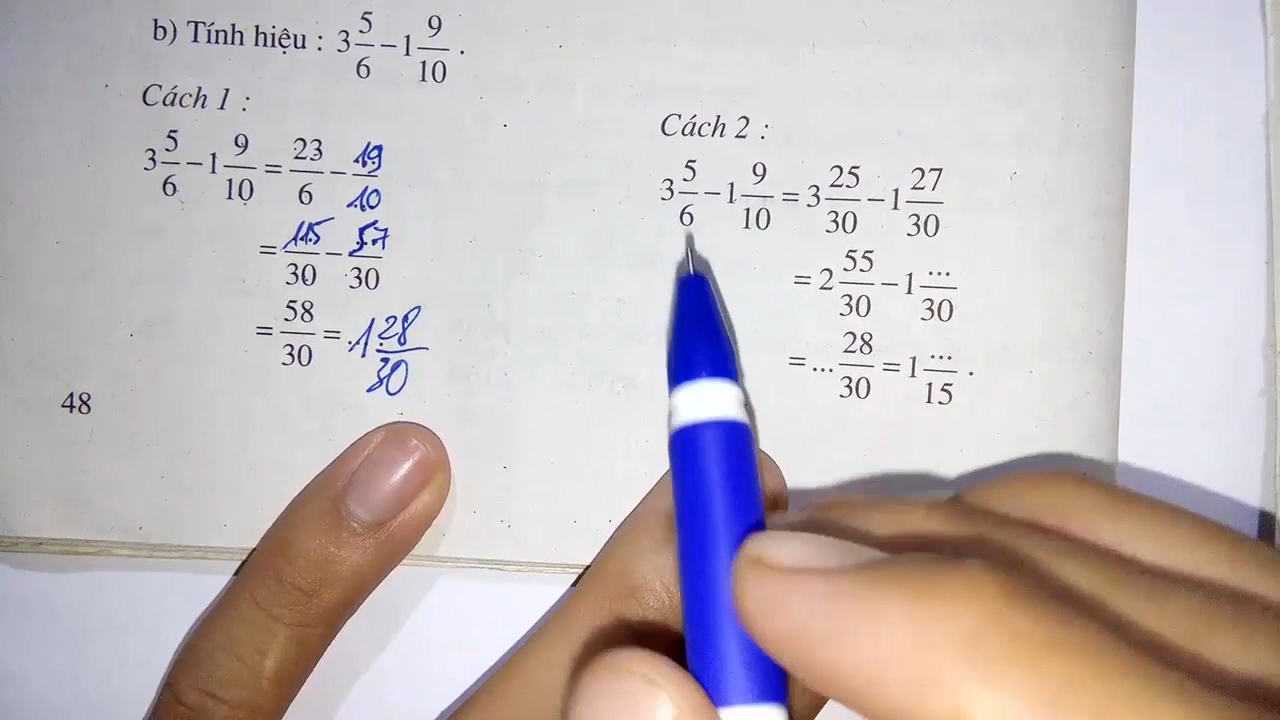 b) Tính hiệu : 3 5/6 − 1 9/10 .
Cách 1 :
3 5/6 − 1 9/10 = 23/6 − 19/10
= 115/30 − 57/30
= 58/30 = 1 28/30
48
Cách 2 :
3 5/6 − 1 9/10 = 3 25/30 − 1 27/30
= 2 55/30 − 1 .../30
= ... 28/30 = 1 .../15 .